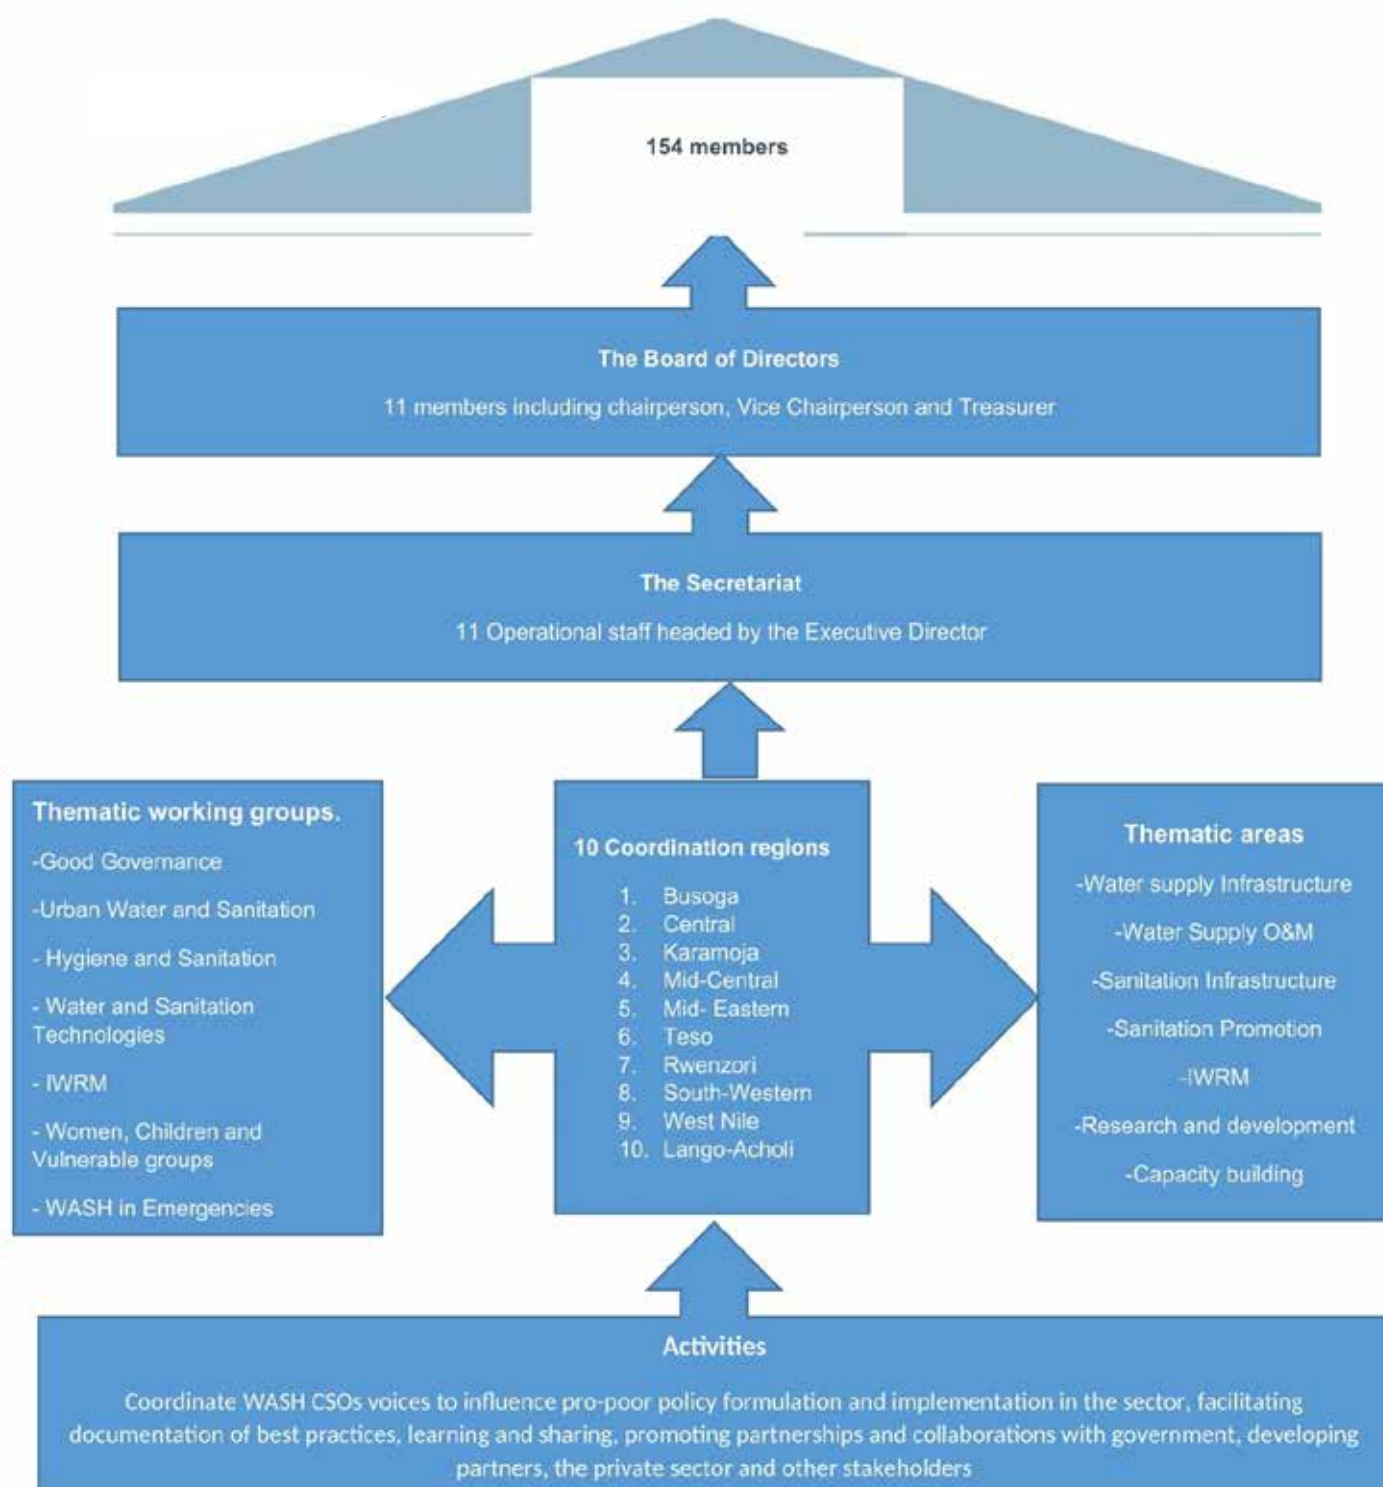 154 members
The Board of Directors
11 members including chairperson, Vice Chairperson and Treasurer
The Secretariat
11 Operational staff headed by the Executive Director
Thematic working groups.
-Good Governance
-Urban Water and Sanitation
- Hygiene and Sanitation
- Water and Sanitation
Technologies
- IWRM
- Women, Children and
Vulnerable groups
- WASH in Emergencies
10 Coordination regions
1. Busoga
2. Central
3. Karamoja
4. Mid-Central
5. Mid- Eastern
6. Teso
7. Rwenzori
8. South-Western
9. West Nile
10. Lango-Acholi
Thematic areas
-Water supply Infrastructure
-Water Supply O&M
-Sanitation Infrastructure
-Sanitation Promotion
-IWRM
-Research and development
-Capacity building
Activities
Coordinate WASH CSOs voices to influence pro-poor policy formulation and implementation in the sector, facilitating
documentation of best practices, learning and sharing, promoting partnerships and collaborations with government, developing
partners, the private sector and other stakeholders